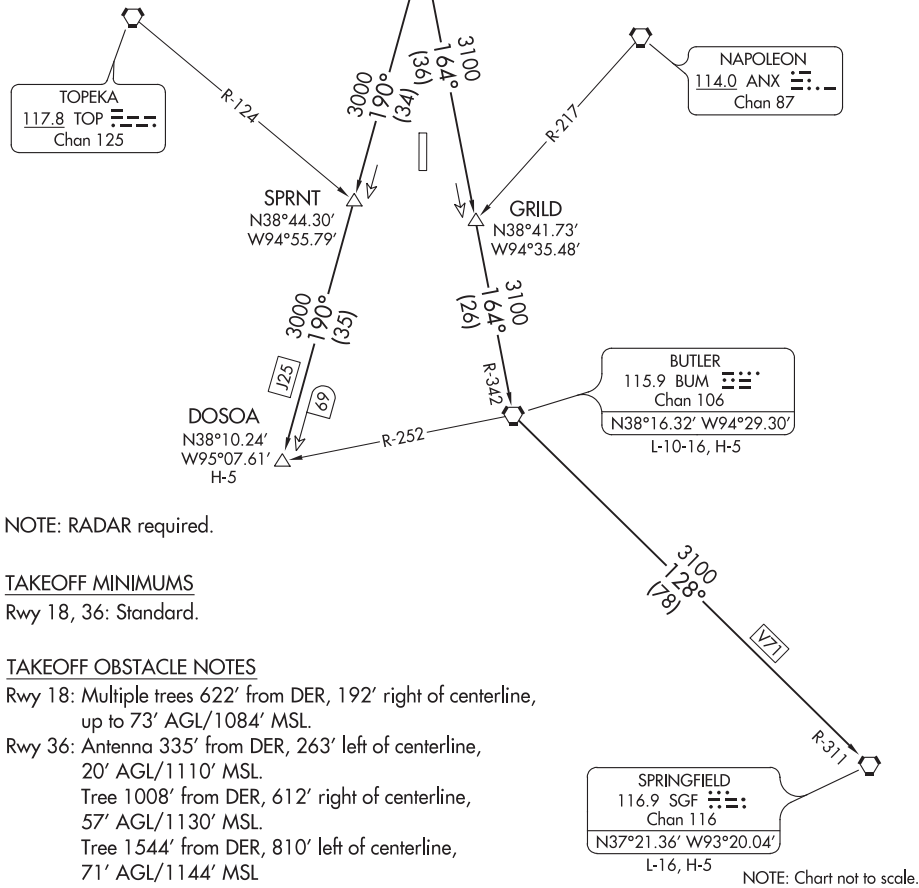 TOPEKA
117.8 TOP
Chan 125
R-124
3000
190°
(34)
3100
164°
(36)
R-217
NAPOLEON
114.0 ANX
Chan 87
SPRNT
N38°44.30'
W94°55.79'
GRILD
N38°41.73'
W94°35.48'
3000
190°
(35)
3100
164°
(26)
J25
69
R-342
BUTLER
115.9 BUM
Chan 106
N38°16.32' W94°29.30'
L-10-16, H-5
DOSOA
N38°10.24'
W95°07.61'
H-5
R-252
NOTE: RADAR required.
3100
128°
(78)
V71
R-311
TAKEOFF MINIMUMS
Rwy 18, 36: Standard.
TAKEOFF OBSTACLE NOTES
Rwy 18: Multiple trees 622' from DER, 192' right of centerline,
up to 73' AGL/1084' MSL.
Rwy 36: Antenna 335' from DER, 263' left of centerline,
20' AGL/1110' MSL.
Tree 1008' from DER, 612' right of centerline,
57' AGL/1130' MSL.
Tree 1544' from DER, 810' left of centerline,
71' AGL/1144' MSL
SPRINGFIELD
116.9 SGF
Chan 116
N37°21.36' W93°20.04'
L-16, H-5
NOTE: Chart not to scale.